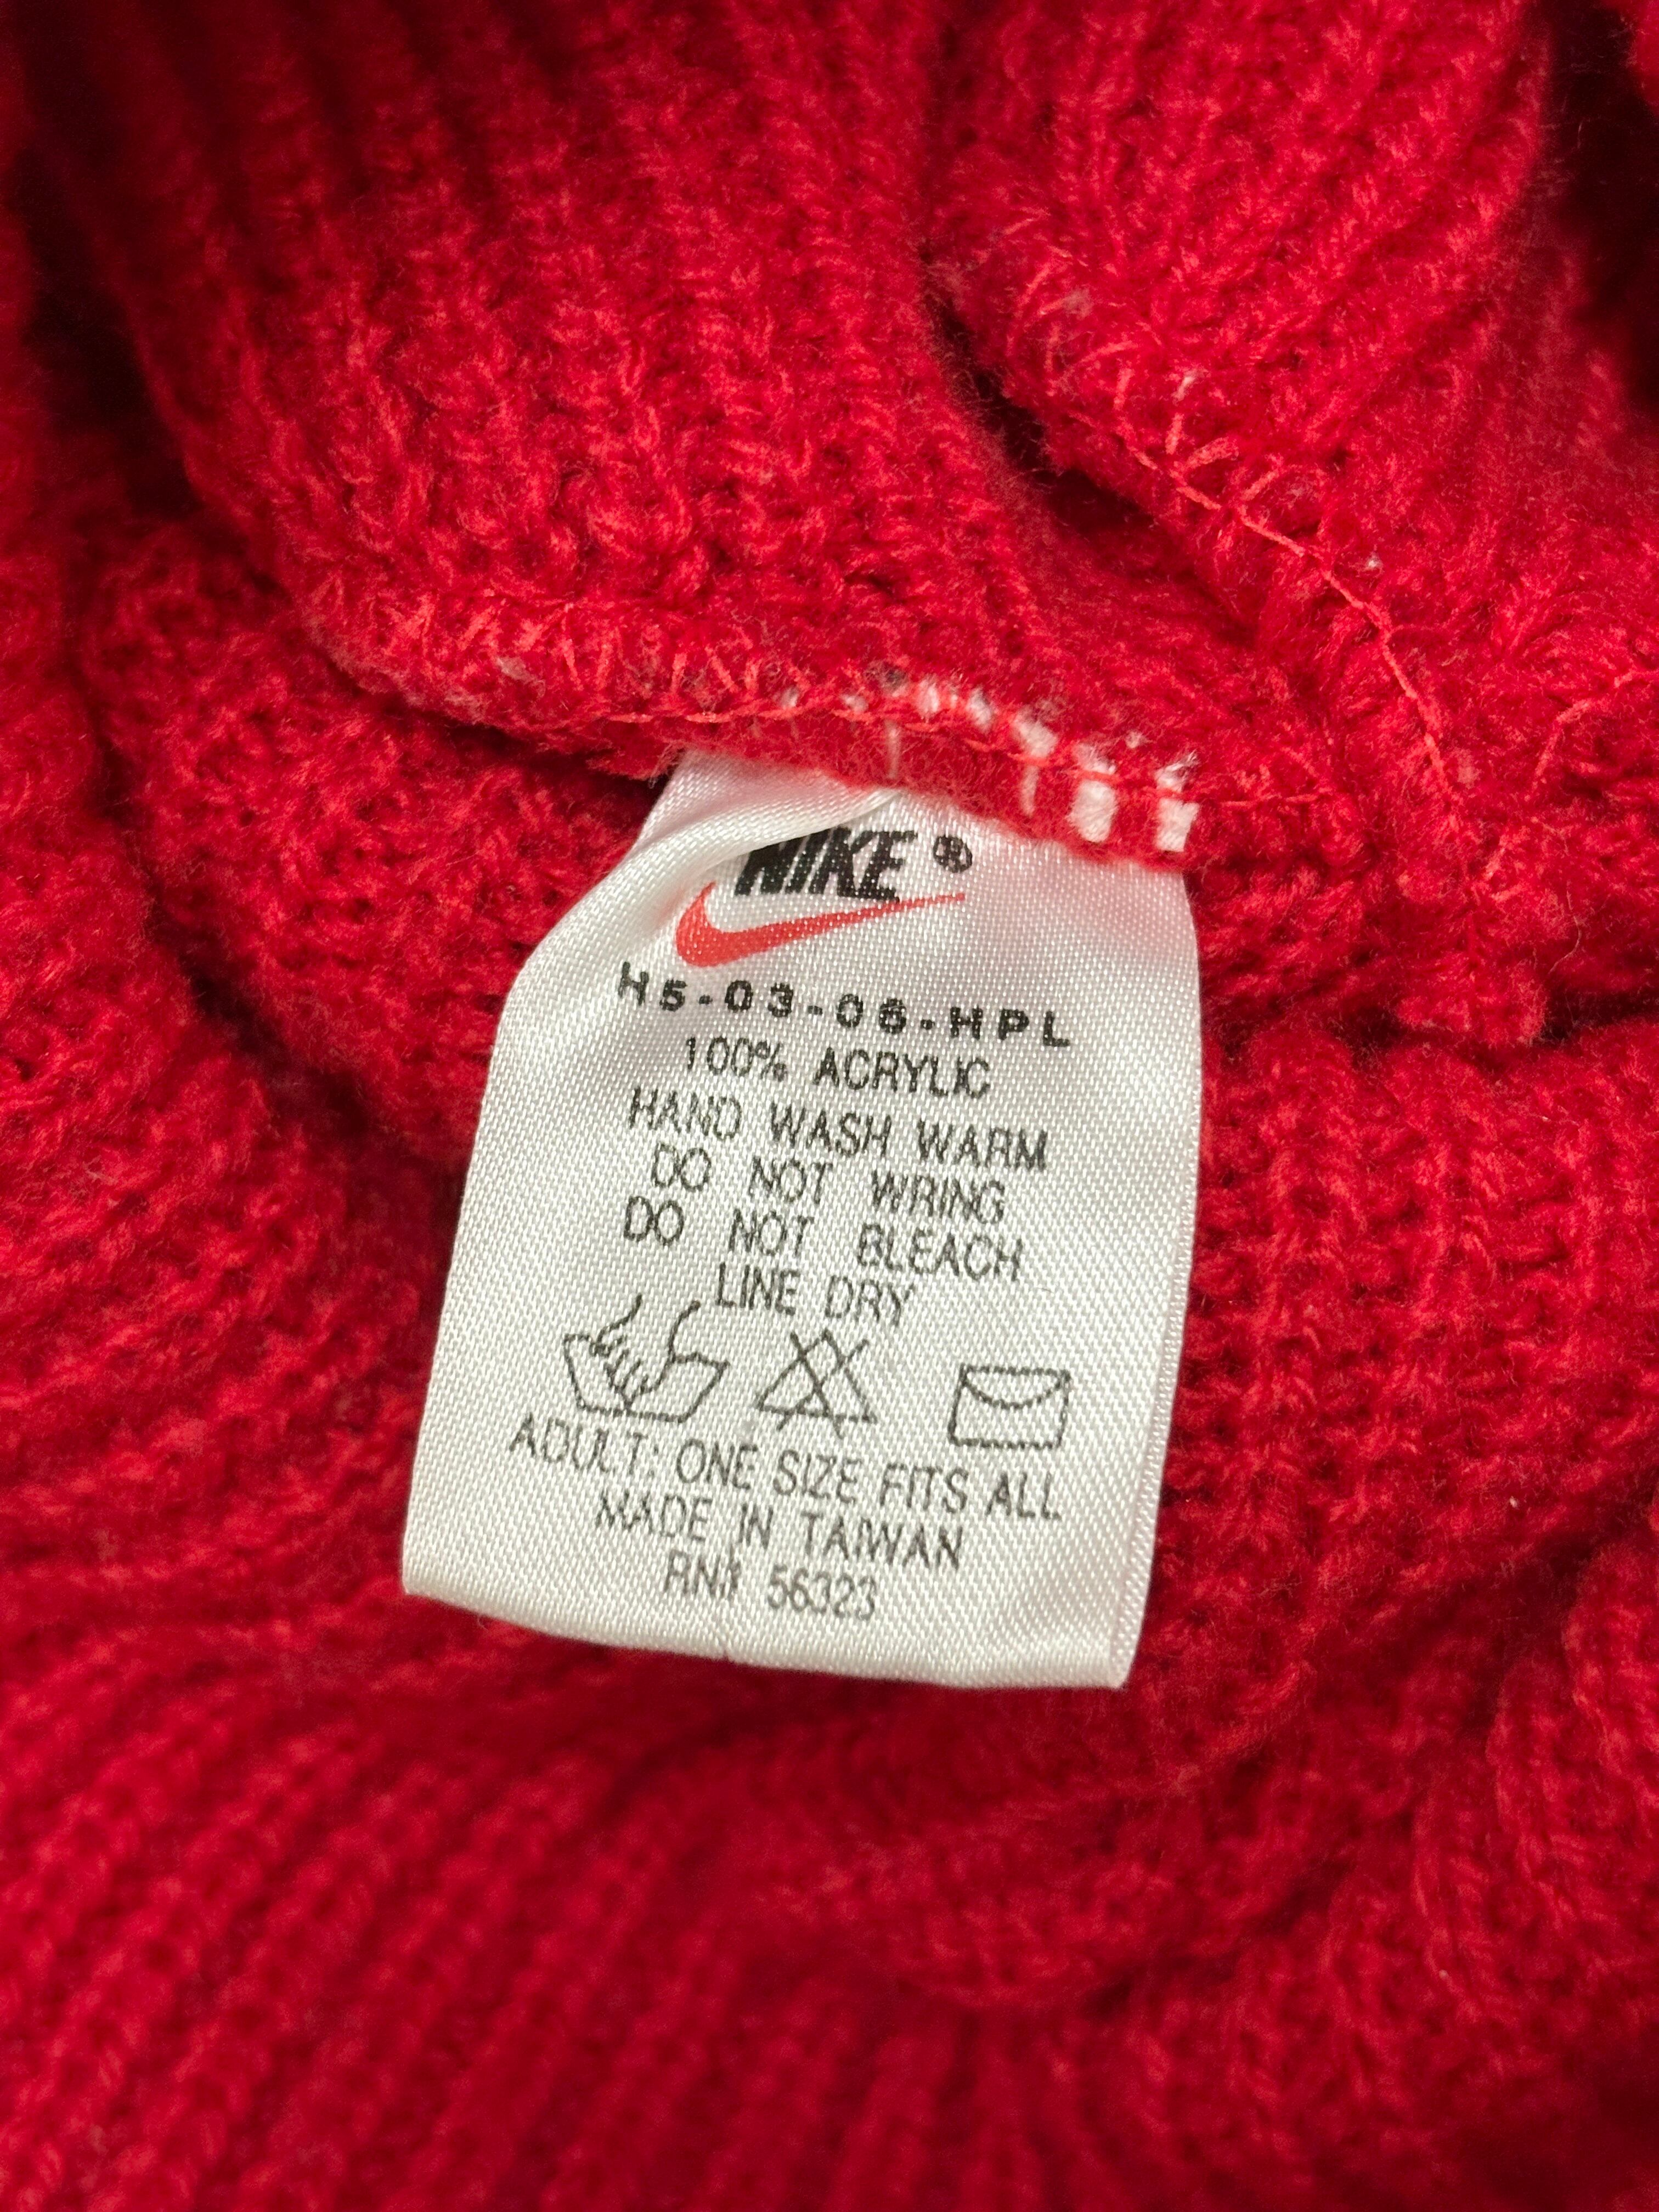 NIKE®
H5-03-06-HPL
100% ACRYLIC
HAND WASH WARM
DO NOT WRING
DO NOT BLEACH
LINE DRY
ADULT: ONE SIZE FITS ALL
MADE IN TAIWAN
RN# 56323